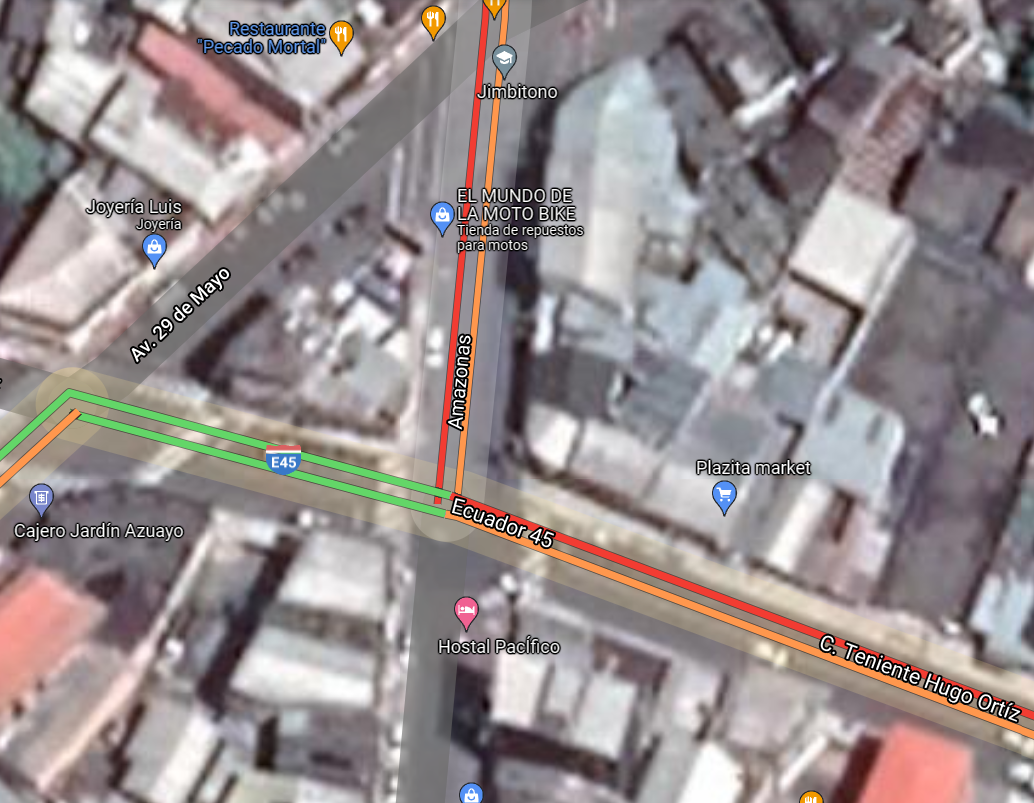 Restaurante
"Pecado Mortal"
Jimbitono
EL MUNDO DE
LA MOTO BIKE
Tienda de repuestos
para motos
Joyería Luis
Joyería
Av. 29 de Mayo
Amazonas
E45
Plazita market
Cajero Jardín Azuayo
Ecuador 45
Hostal Pacífico
C. Teniente Hugo Ortíz